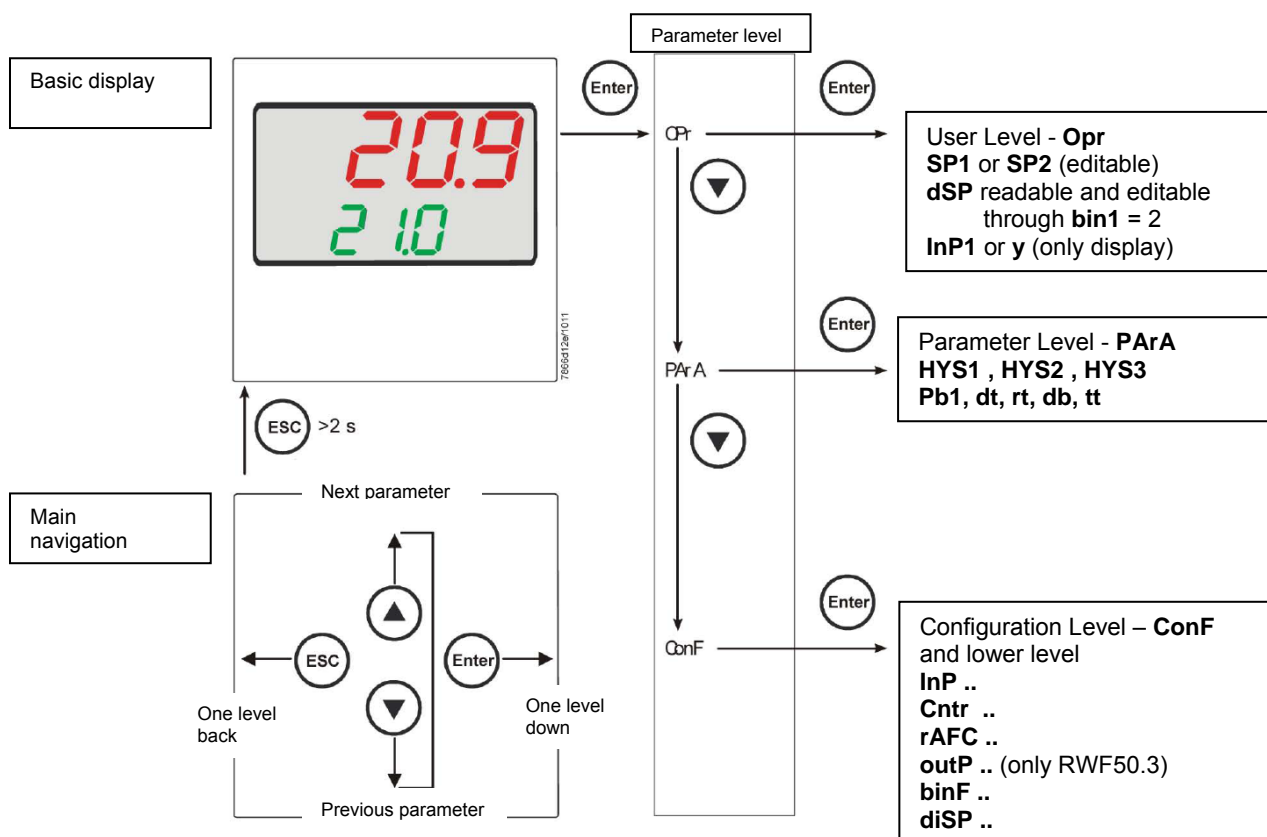 Parameter level
Basic display
Enter
Enter
20.9
21.0
OPr
User Level - Opr
SP1 or SP2 (editable)
dSP readable and editable
through bin1 = 2
InP1 or y (only display)
7866d12e/1011
Enter
PArA
Parameter Level - PArA
HYS1 , HYS2 , HYS3
Pb1, dt, rt, db, tt
ESC >2 s
Main
navigation
Next parameter
ESC
Enter
One level
back
One level
down
Previous parameter
Enter
ConF
Configuration Level – ConF
and lower level
InP ..
Cntr ..
rAFC ..
outP .. (only RWF50.3)
binF ..
diSP ..